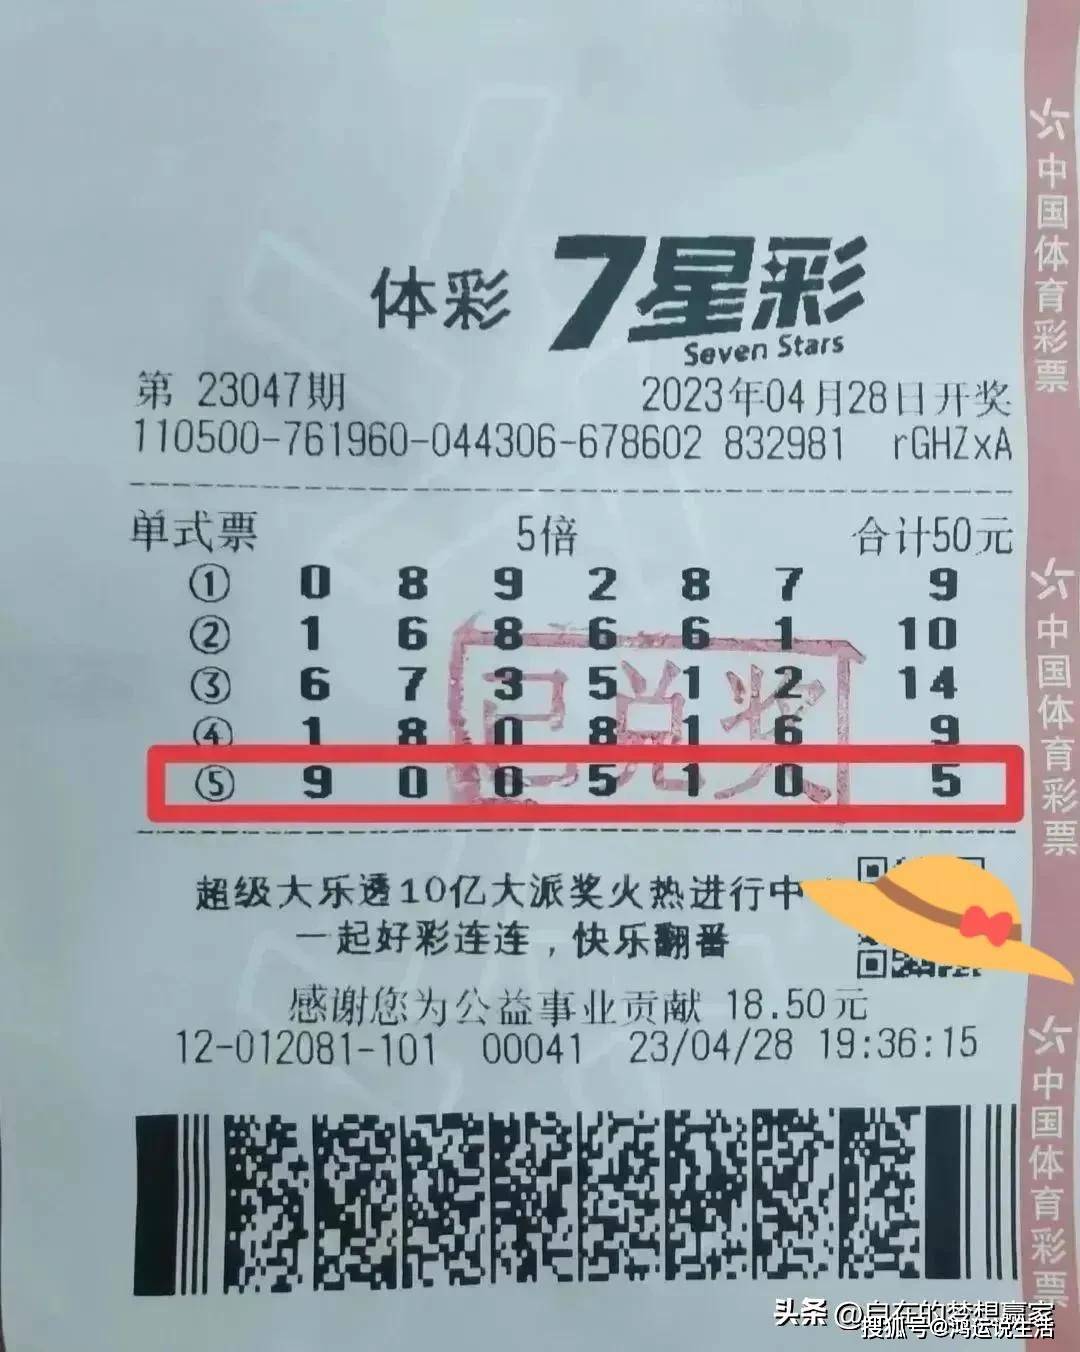 体彩 7星彩
Seven Stars
第 23047期 2023年04月28日开奖
110500-761960-044306-678602 832981 rGHZxA
单式票 5倍 合计50元
① 0 8 9 2 8 7 9
② 1 6 8 6 6 1 10
③ 6 7 3 5 1 2 14
④ 1 8 0 8 1 6 9
⑤ 9 0 0 5 1 0 5
已兑奖
超级大乐透10亿大派奖火热进行中
一起好彩连连，快乐翻番
感谢您为公益事业贡献 18.50元
12-012081-101 00041 23/04/28 19:36:15
中国体育彩票
中国体育彩票
中国体育彩票
头条 @自在的梦想赢家
搜狐号@鸿运说生活